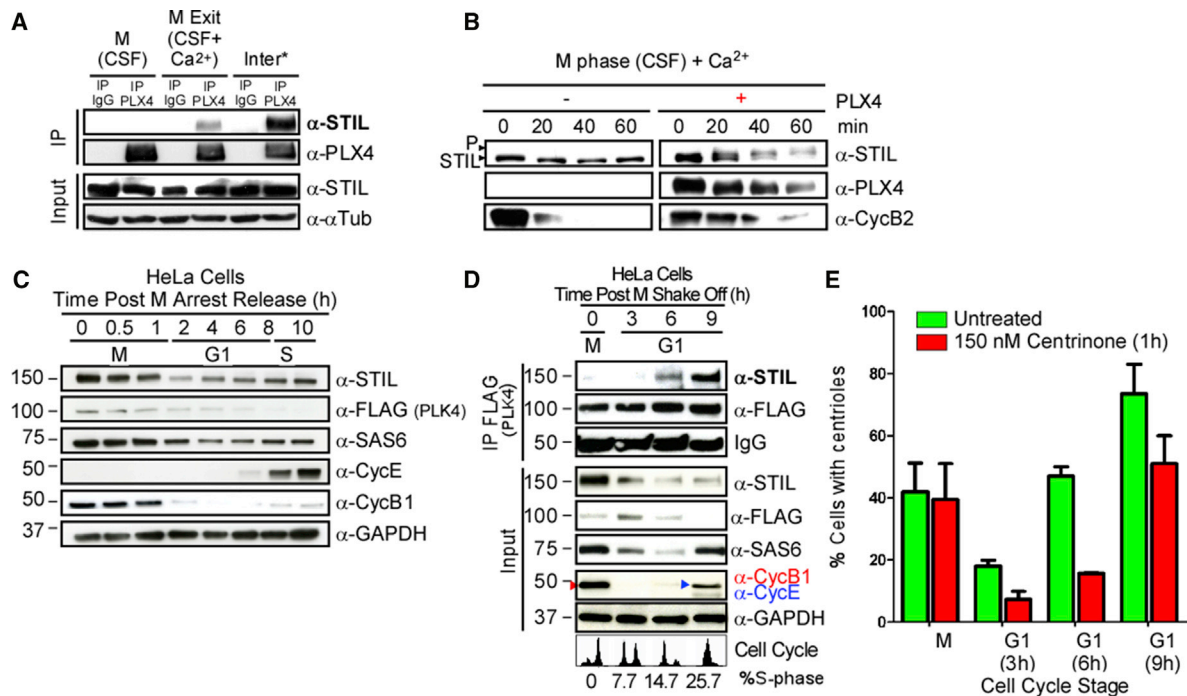 A
M
(CSF)
M Exit
(CSF+
Ca²⁺)
Inter*
IP
IgG
IP
PLX4
IP
IgG
IP
PLX4
IP
IgG
IP
PLX4
IP
α-STIL
α-PLX4
Input
α-STIL
α-αTub
B
M phase (CSF) + Ca²⁺
- + PLX4
0 20 40 60 0 20 40 60 min
P
STIL
α-STIL
α-PLX4
α-CycB2
C
HeLa Cells
Time Post M Arrest Release (h)
0 0.5 1 2 4 6 8 10
M G1 S
150 α-STIL
100 α-FLAG (PLK4)
75 α-SAS6
50 α-CycE
50 α-CycB1
37 α-GAPDH
D
HeLa Cells
Time Post M Shake Off (h)
0 3 6 9
M G1
IP FLAG
(PLK4)
150 α-STIL
100 α-FLAG
50 IgG
Input
150 α-STIL
100 α-FLAG
75 α-SAS6
50 α-CycB1
α-CycE
37 α-GAPDH
Cell Cycle
0 7.7 14.7 25.7 %S-phase
E
% Cells with centrioles
100
80
60
40
20
0
Untreated
150 nM Centrinone (1h)
M
G1
(3h)
G1
(6h)
G1
(9h)
Cell Cycle Stage